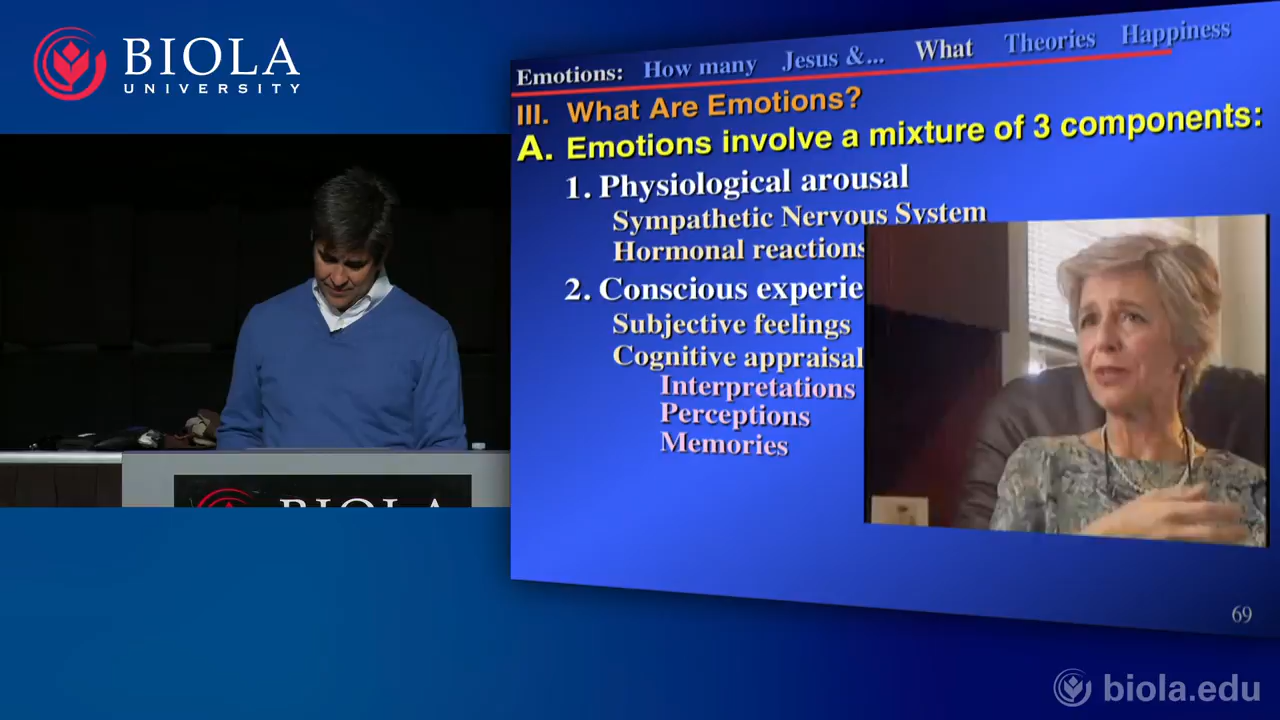 BIOLA
UNIVERSITY
Emotions: How many Jesus &... What Theories Happiness
III. What Are Emotions?
A. Emotions involve a mixture of 3 components:
1. Physiological arousal
Sympathetic Nervous System
Hormonal reactions
2. Conscious experie
Subjective feelings
Cognitive appraisal
Interpretations
Perceptions
Memories
69
BIOLA
biola.edu